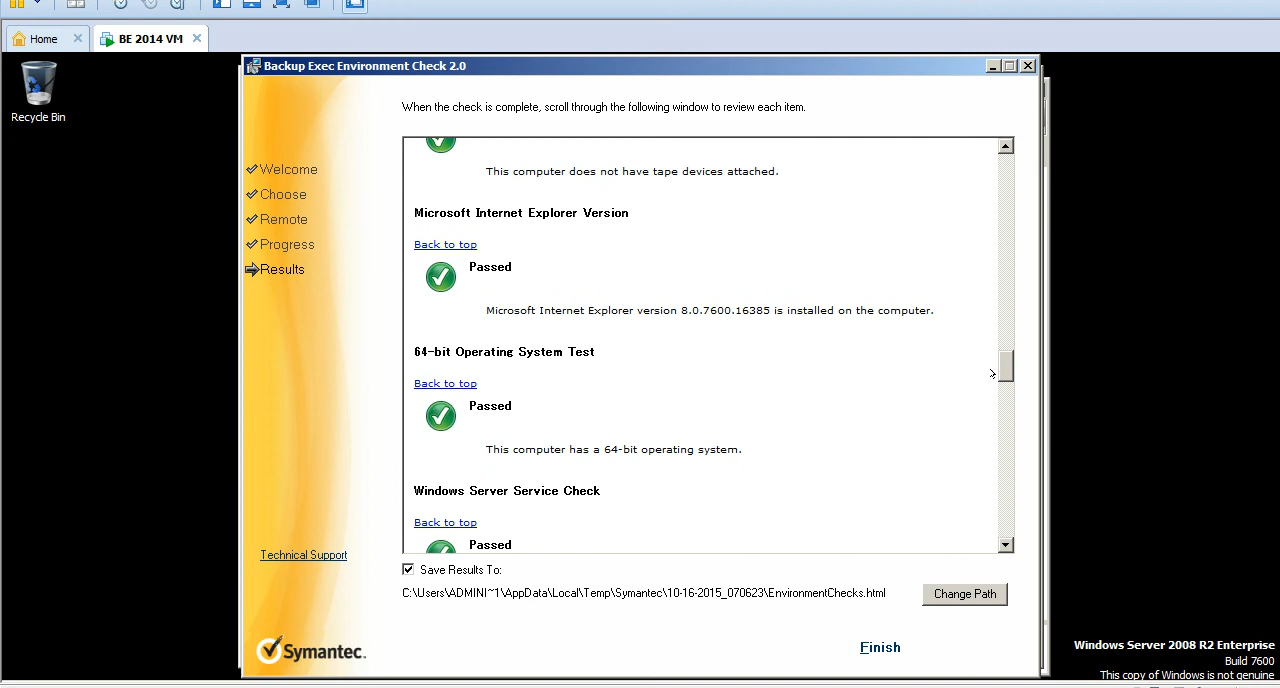 Home
BE 2014 VM
Recycle Bin
Backup Exec Environment Check 2.0
Welcome
Choose
Remote
Progress
Results
Technical Support
Symantec.
When the check is complete, scroll through the following window to review each item.
This computer does not have tape devices attached.
Microsoft Internet Explorer Version
Back to top
Passed
Microsoft Internet Explorer version 8.0.7600.16385 is installed on the computer.
64-bit Operating System Test
Back to top
Passed
This computer has a 64-bit operating system.
Windows Server Service Check
Back to top
Passed
Save Results To:
C:\Users\ADMINI~1\AppData\Local\Temp\Symantec\10-16-2015_070623\EnvironmentChecks.html
Change Path
Finish
Windows Server 2008 R2 Enterprise
Build 7600
This copy of Windows is not genuine